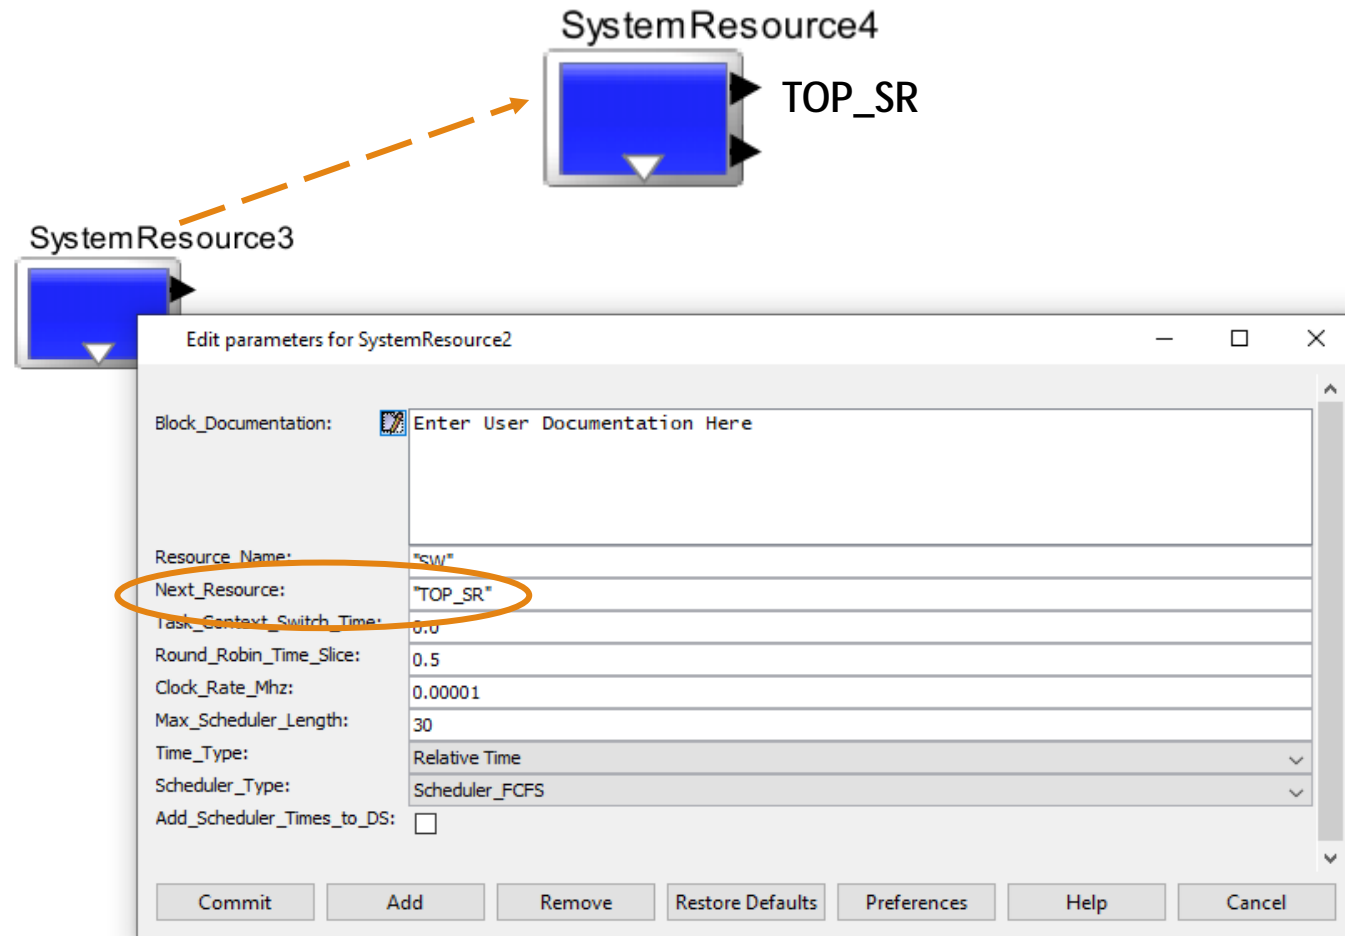 SystemResource4
TOP_SR
SystemResource3
Edit parameters for SystemResource2
Block_Documentation: Enter User Documentation Here
Resource_Name: "SW"
Next_Resource: "TOP_SR"
Task_Context_Switch_Time: 0.0
Round_Robin_Time_Slice: 0.5
Clock_Rate_Mhz: 0.00001
Max_Scheduler_Length: 30
Time_Type: Relative Time
Scheduler_Type: Scheduler_FCFS
Add_Scheduler_Times_to_DS:
Commit Add Remove Restore Defaults Preferences Help Cancel